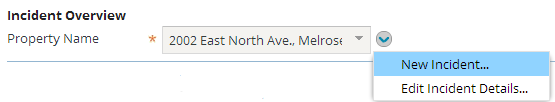 Incident Overview
Property Name * 2002 East North Ave., Melrose
New Incident...
Edit Incident Details...